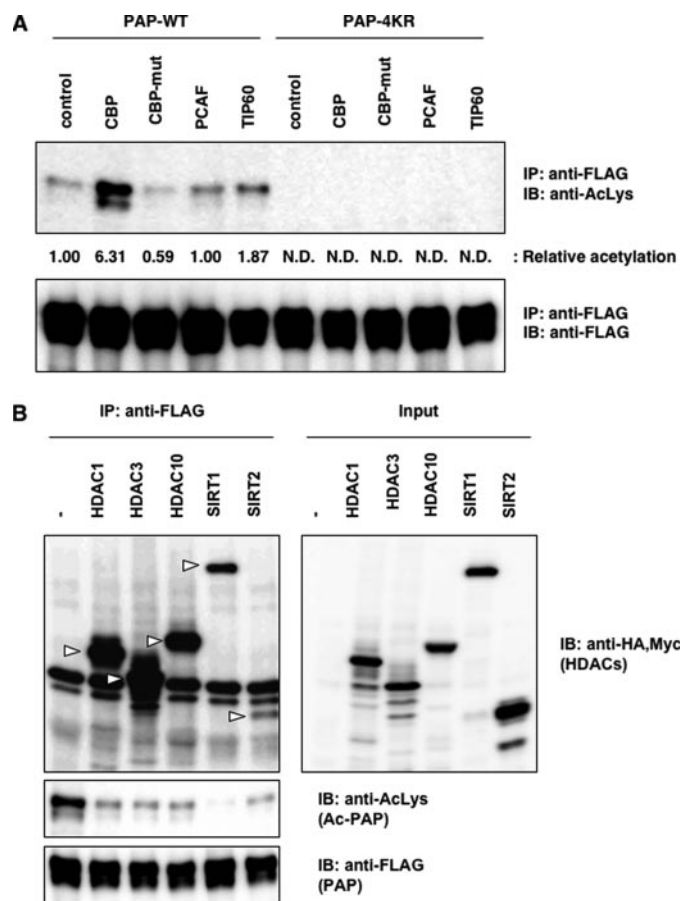 A
PAP-WT PAP-4KR
control CBP CBP-mut PCAF TIP60 control CBP CBP-mut PCAF TIP60
IP: anti-FLAG
IB: anti-AcLys
1.00 6.31 0.59 1.00 1.87 N.D. N.D. N.D. N.D. N.D. : Relative acetylation
IP: anti-FLAG
IB: anti-FLAG
B
IP: anti-FLAG Input
- HDAC1 HDAC3 HDAC10 SIRT1 SIRT2 - HDAC1 HDAC3 HDAC10 SIRT1 SIRT2
IB: anti-HA,Myc
(HDACs)
IB: anti-AcLys
(Ac-PAP)
IB: anti-FLAG
(PAP)